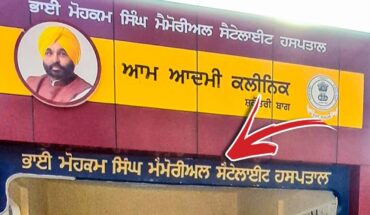 ਭਾਈ ਮੋਹਕਮ ਸਿੰਘ ਮੈਮੋਰੀਅਲ ਸੈਟੇਲਾਈਟ ਹਸਪਤਾਲ
ਆਮ ਆਦਮੀ ਕਲੀਨਿਕ
ਬਾਗ
ਭਾਈ ਮੋਹਕਮ ਸਿੰਘ ਮੈਮੋਰੀਅਲ ਸੈਟੇਲਾਈਟ ਹਸਪਤਾਲ